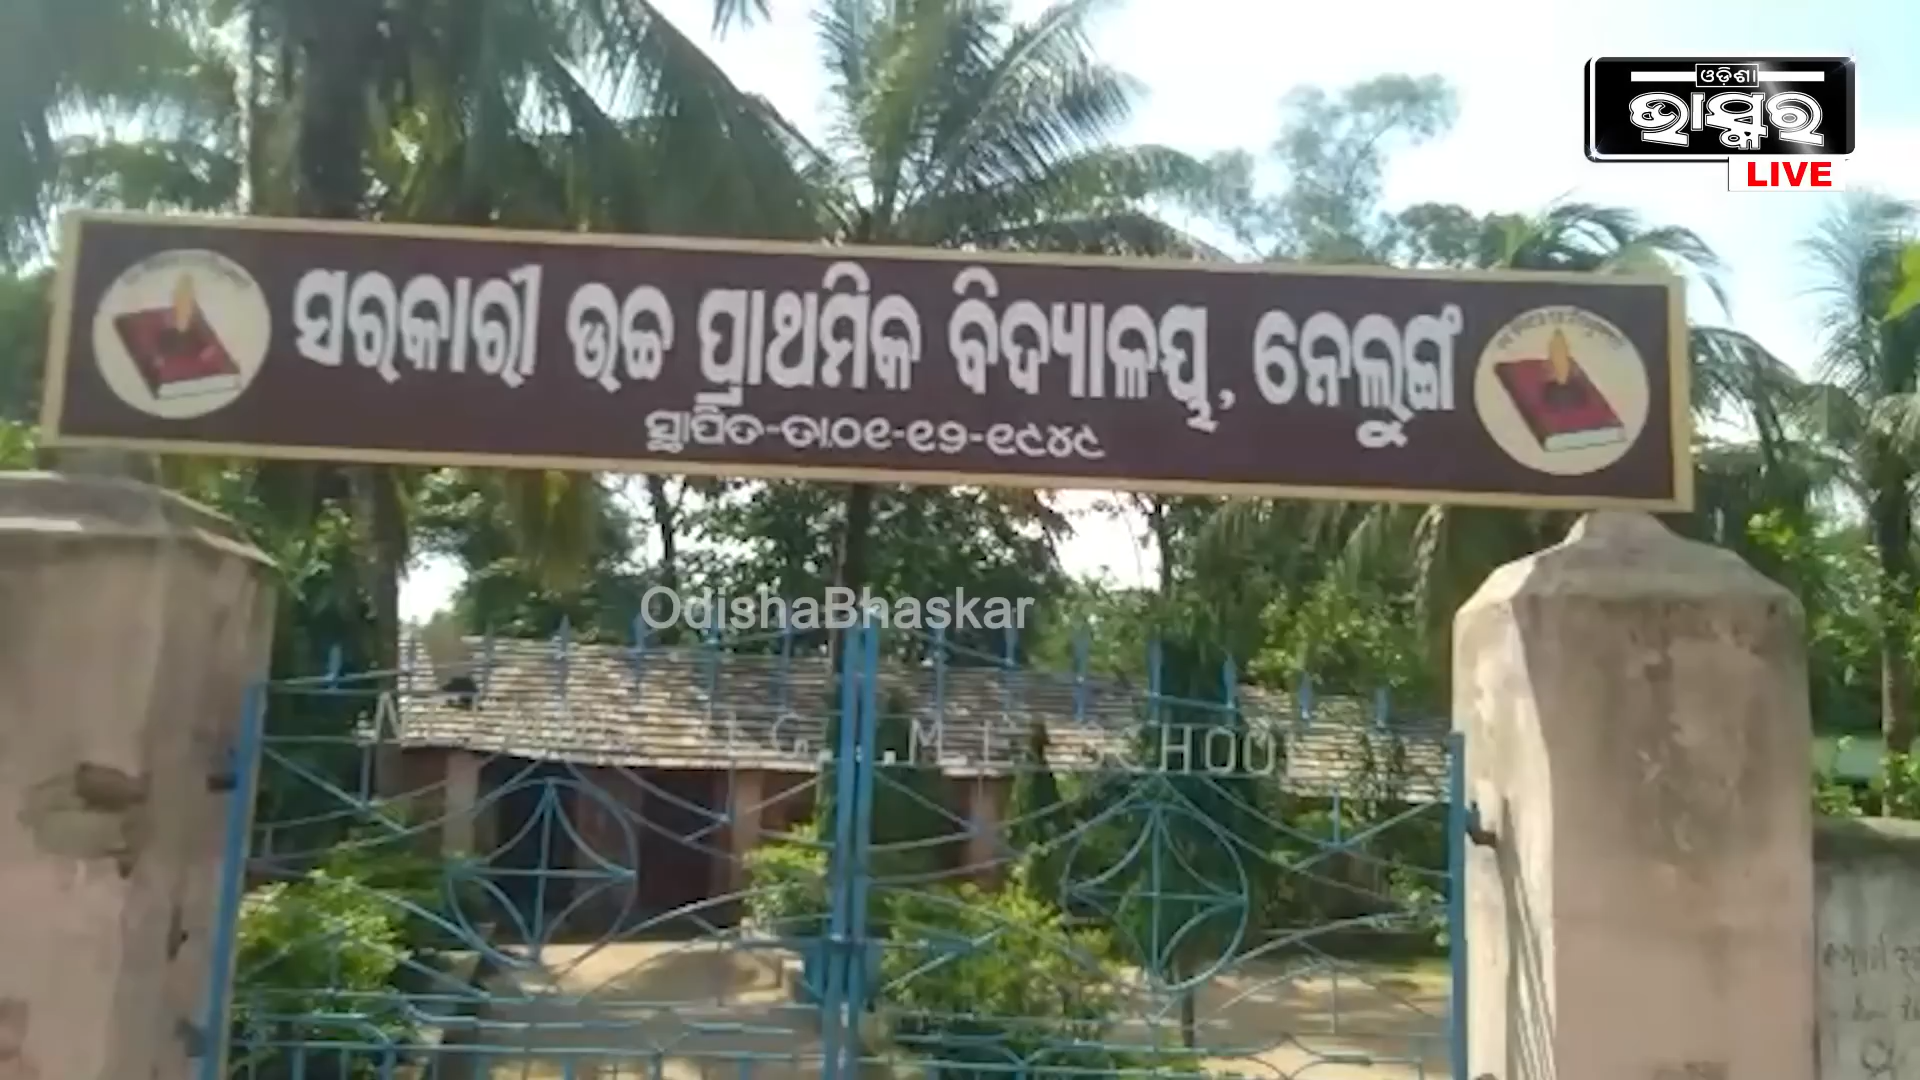 ଓଡ଼ିଶା
ଭାସ୍କର
LIVE
ସରକାରୀ ଉଚ୍ଚ ପ୍ରାଥମିକ ବିଦ୍ୟାଳୟ, ନେଲୁଙ୍ଗ
ସ୍ଥାପିତ-ତା.୦୧-୧୨-୧୯୪୯
OdishaBhaskar
SCHOOL